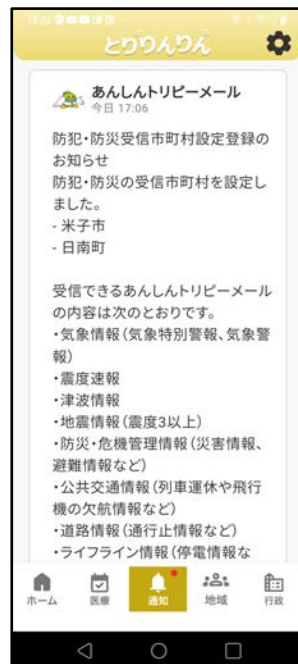 とりりんりん
あんしんトリピーメール
今日 17:06
防犯・防災受信市町村設定登録の
お知らせ
防犯・防災の受信市町村を設定し
ました。
- 米子市
- 日南町
受信できるあんしんトリピーメール
の内容は次のとおりです。
・気象情報（気象特別警報、気象警
報）
・震度速報
・津波情報
・地震情報（震度3以上）
・防災・危機管理情報（災害情報、
避難情報など）
・公共交通情報（列車運休や飛行
機の欠航情報など）
・道路情報（通行止情報など）
・ライフライン情報（停電情報な
ホーム
医療
通知
地域
行政